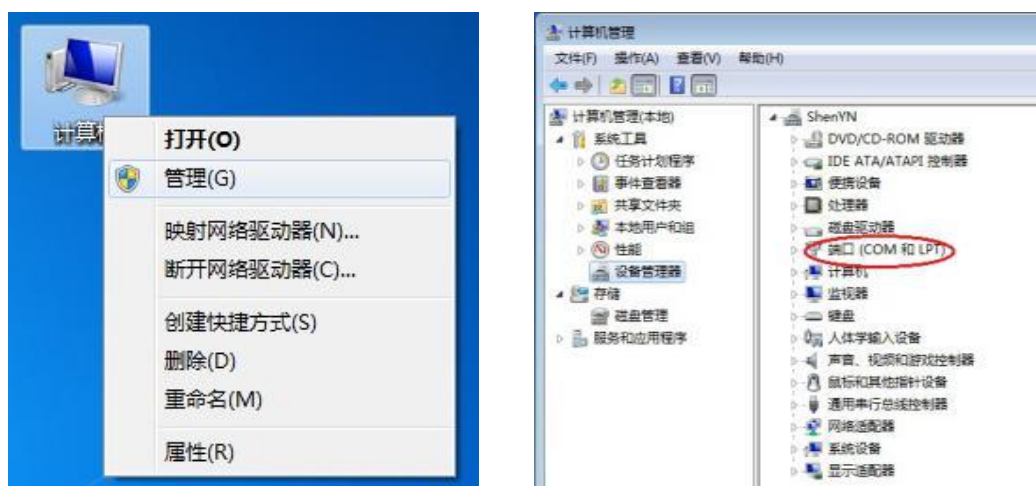 计算机
打开(O)
管理(G)
映射网络驱动器(N)...
断开网络驱动器(C)...
创建快捷方式(S)
删除(D)
重命名(M)
属性(R)
计算机管理
文件(F) 操作(A) 查看(V) 帮助(H)
计算机管理(本地)
系统工具
任务计划程序
事件查看器
共享文件夹
本地用户和组
性能
设备管理器
存储
磁盘管理
服务和应用程序
ShenYN
DVD/CD-ROM 驱动器
IDE ATA/ATAPI 控制器
便携设备
处理器
磁盘驱动器
端口 (COM 和 LPT)
计算机
监视器
键盘
人体学输入设备
声音、视频和游戏控制器
鼠标和其他指针设备
通用串行总线控制器
网络适配器
系统设备
显示适配器